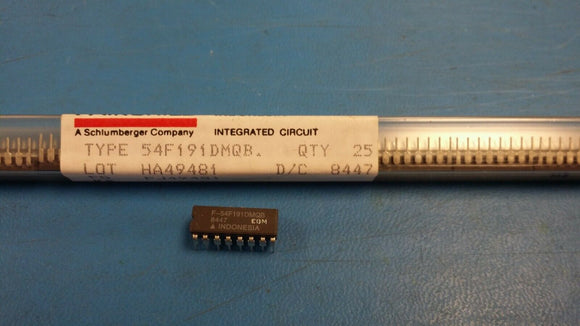 A Schlumberger Company INTEGRATED CIRCUIT
TYPE 54F191DMQB. QTY 25
LOT HA49481 D/C 8447
F-54F191DMQB
8447 EQM
INDONESIA